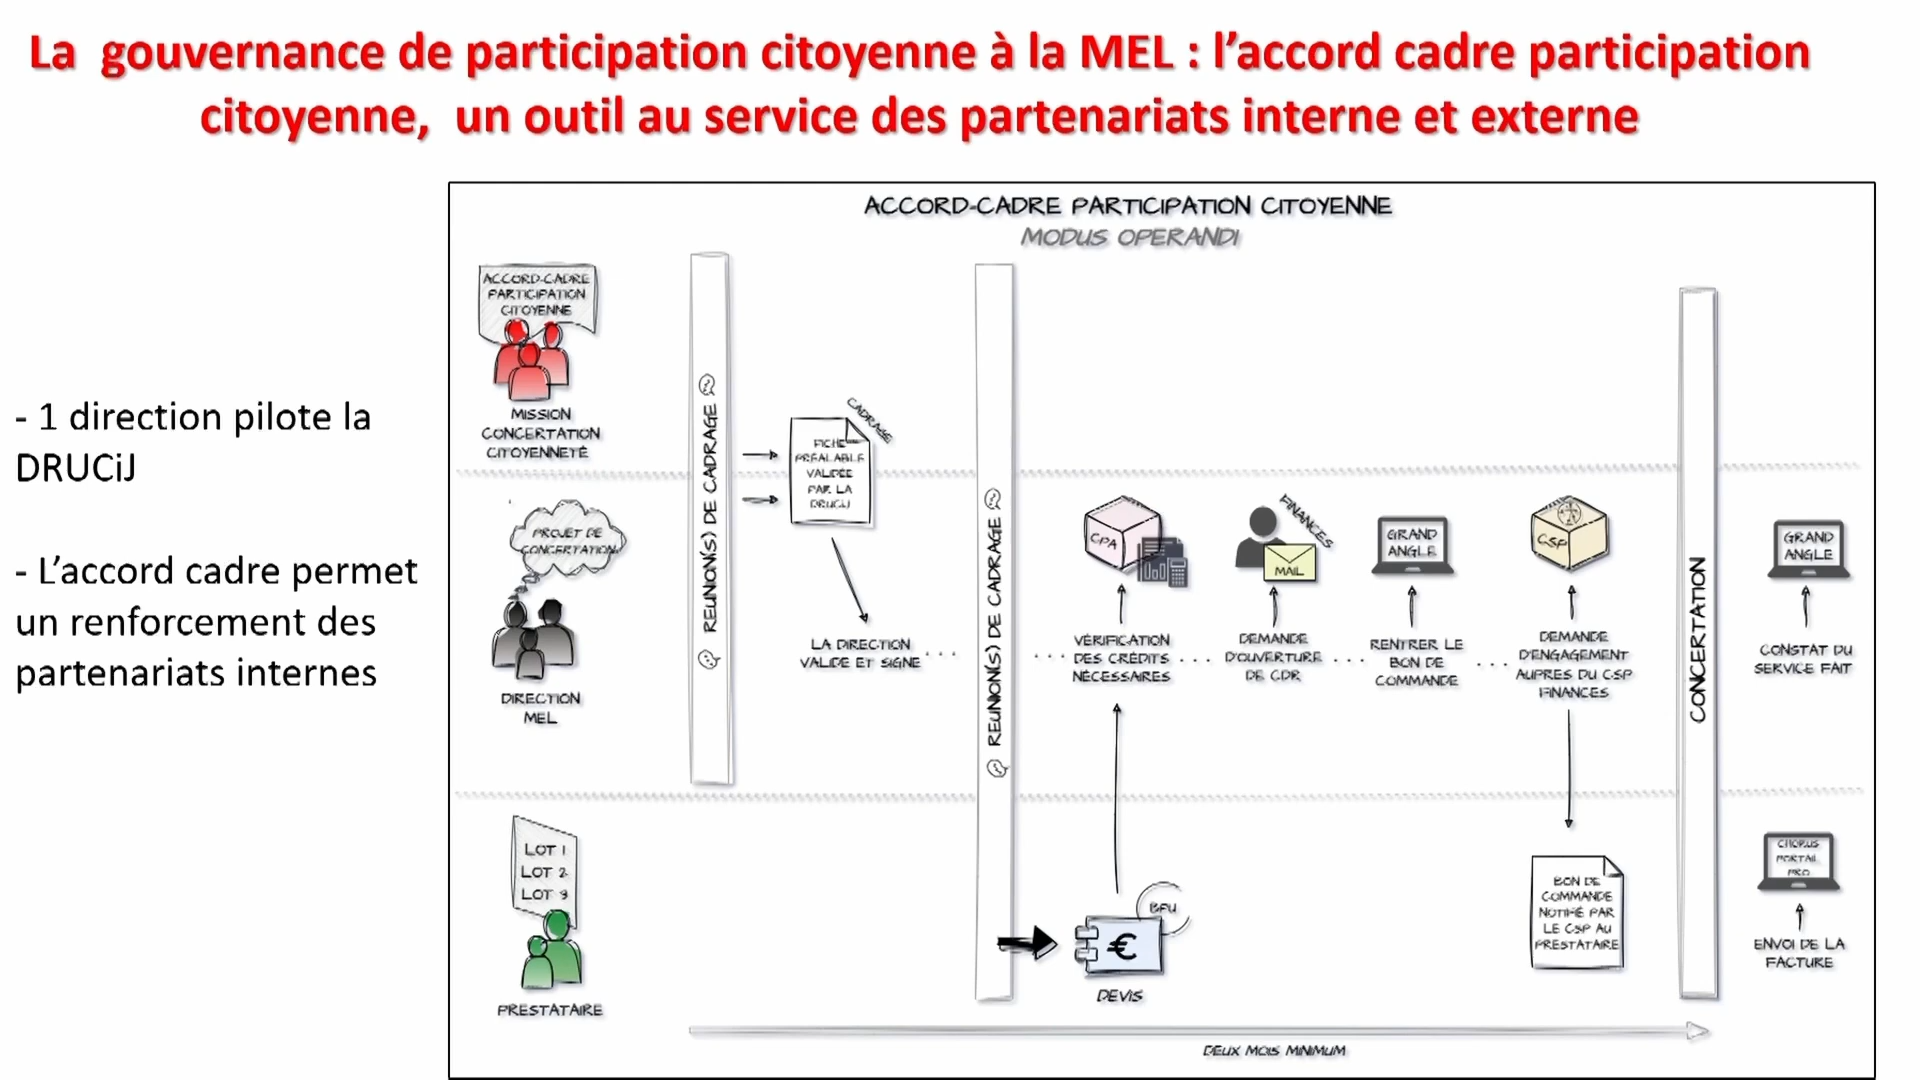 La gouvernance de participation citoyenne à la MEL : l'accord cadre participation
citoyenne, un outil au service des partenariats interne et externe
- 1 direction pilote la
DRUCiJ
- L'accord cadre permet
un renforcement des
partenariats internes
ACCORD-CADRE PARTICIPATION CITOYENNE
MODUS OPERANDI
ACCORD-CADRE
PARTICIPATION
CITOYENNE
MISSION
CONCERTATION
CITOYENNETÉ
REUNION(S) DE CADRAGE
CADRAGE
FICHE
PREALABLE
VALIDEE
PAR LA
DRUCIJ
PROJET DE
CONCERTATION
DIRECTION
MEL
LA DIRECTION
VALIDE ET SIGNE
REUNION(S) DE CADRAGE
CPA
VÉRIFICATION
DES CRÉDITS
NÉCESSAIRES
FINANCES
MAIL
DEMANDE
D'OUVERTURE
DE CDR
GRAND
ANGLE
RENTRER LE
BON DE
COMMANDE
CSP
DEMANDE
D'ENGAGEMENT
AUPRES DU CSP
FINANCES
CONCERTATION
GRAND
ANGLE
CONSTAT DU
SERVICE FAIT
LOT 1
LOT 2
LOT 3
PRESTATAIRE
BPU
€
DEVIS
BON DE
COMMANDE
NOTIFIÉ PAR
LE CSP AU
PRESTATAIRE
CHORUS
PORTAIL
PRO
ENVOI DE LA
FACTURE
DEUX MOIS MINIMUM